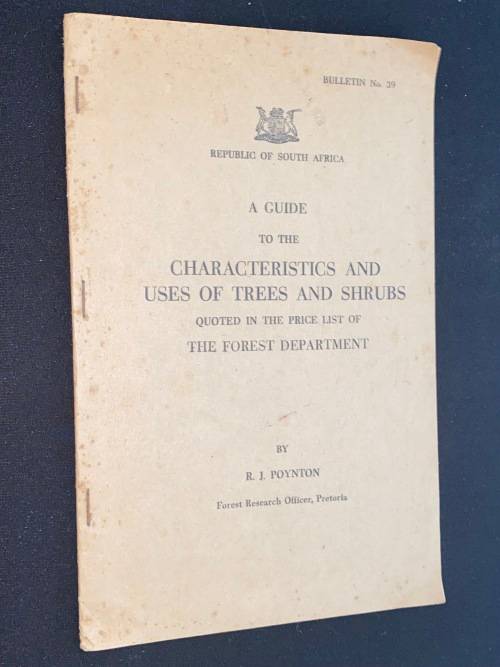 BULLETIN No. 39
REPUBLIC OF SOUTH AFRICA
A GUIDE
TO THE
CHARACTERISTICS AND
USES OF TREES AND SHRUBS
QUOTED IN THE PRICE LIST OF
THE FOREST DEPARTMENT
BY
R. J. POYNTON
Forest Research Officer, Pretoria